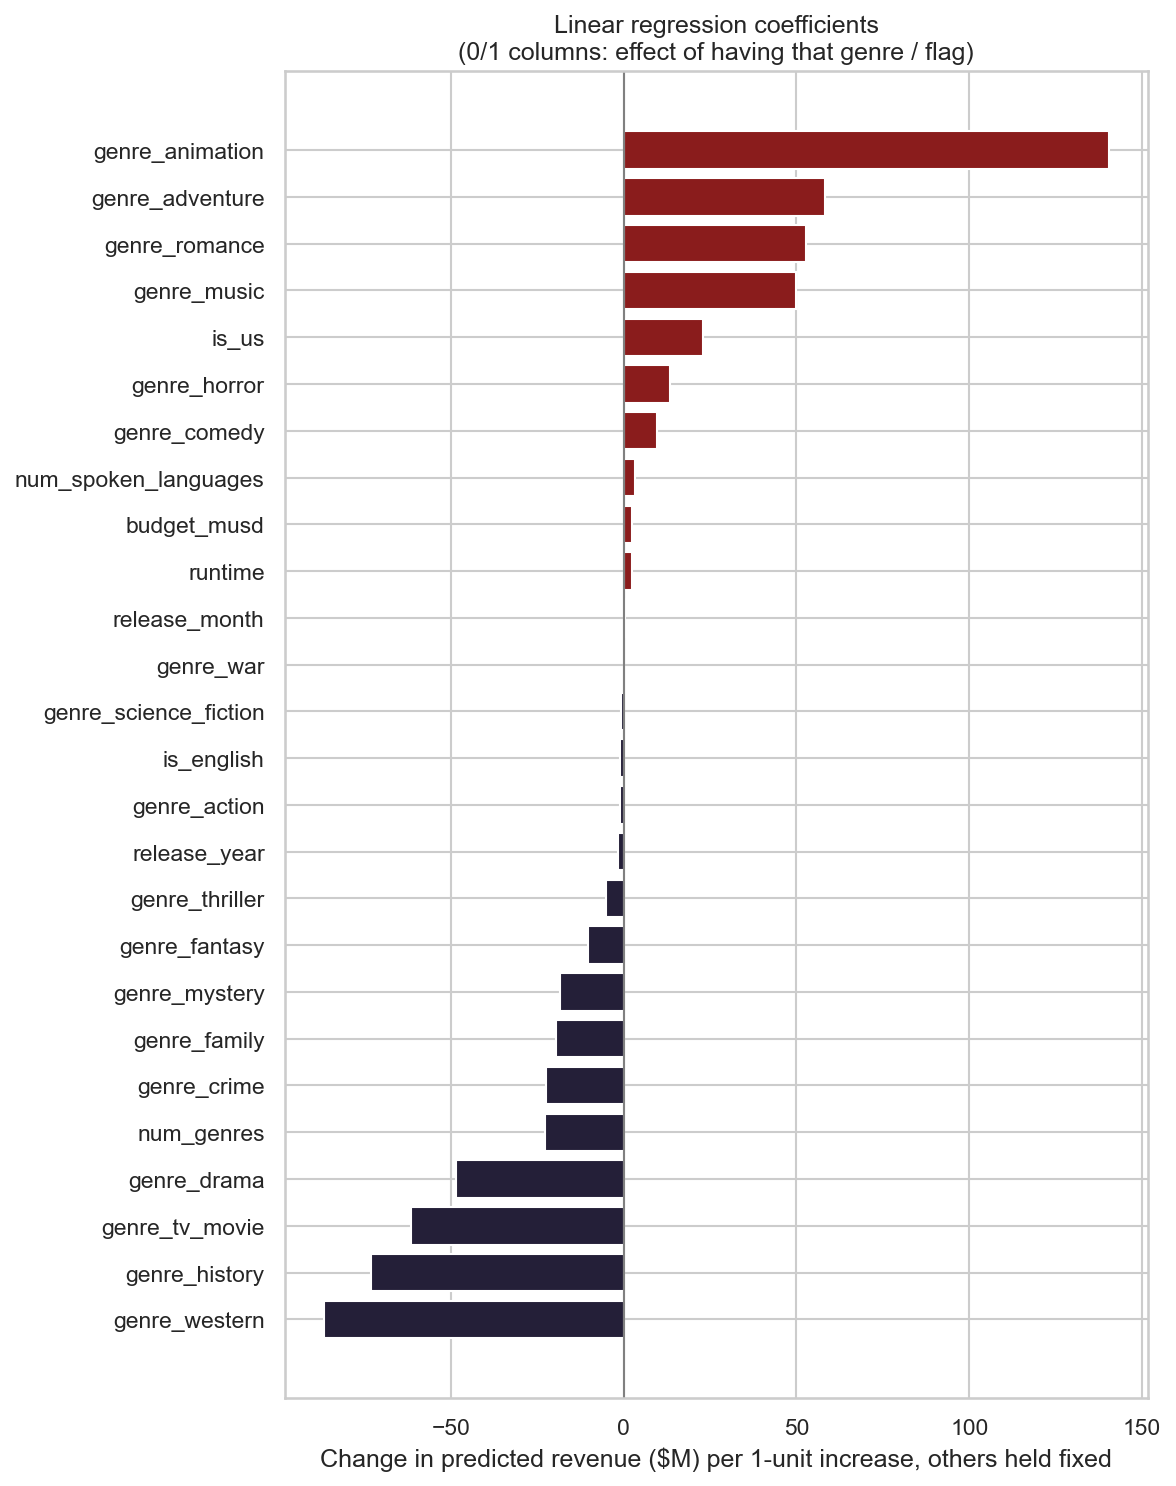 Linear regression coefficients
(0/1 columns: effect of having that genre / flag)
genre_animation
genre_adventure
genre_romance
genre_music
is_us
genre_horror
genre_comedy
num_spoken_languages
budget_musd
runtime
release_month
genre_war
genre_science_fiction
is_english
genre_action
release_year
genre_thriller
genre_fantasy
genre_mystery
genre_family
genre_crime
num_genres
genre_drama
genre_tv_movie
genre_history
genre_western
−50 0 50 100 150
Change in predicted revenue ($M) per 1-unit increase, others held fixed